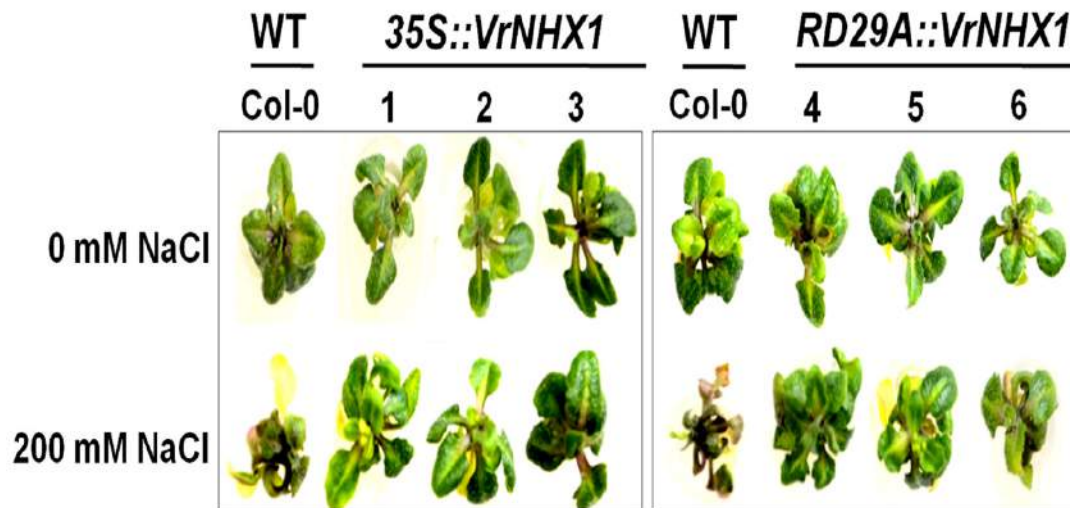 WT 35S::VrNHX1 WT RD29A::VrNHX1
Col-0 1 2 3 Col-0 4 5 6
0 mM NaCl
200 mM NaCl